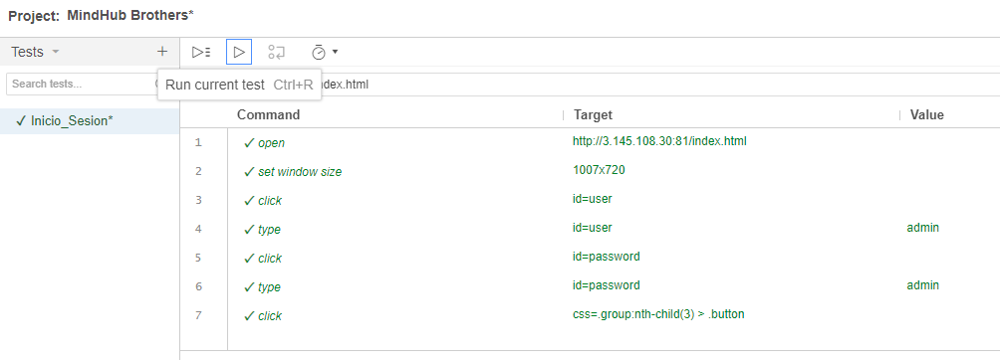 Project: MindHub Brothers*
Tests +
Search tests...
Run current test Ctrl+R
ndex.html
✓ Inicio_Sesion*
Command Target Value
1 ✓ open http://3.145.108.30:81/index.html
2 ✓ set window size 1007x720
3 ✓ click id=user
4 ✓ type id=user admin
5 ✓ click id=password
6 ✓ type id=password admin
7 ✓ click css=.group:nth-child(3) > .button